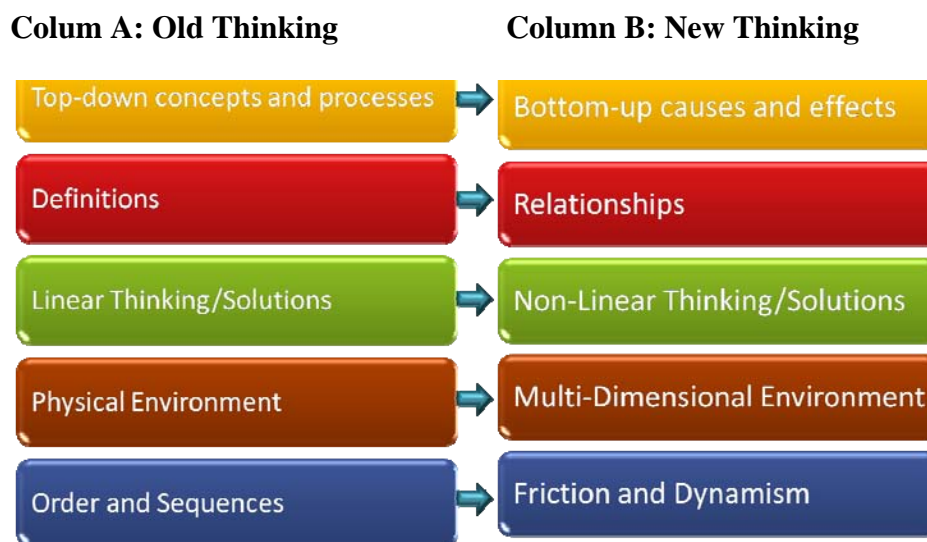 Colum A: Old Thinking Column B: New Thinking
Top-down concepts and processes Bottom-up causes and effects
Definitions Relationships
Linear Thinking/Solutions Non-Linear Thinking/Solutions
Physical Environment Multi-Dimensional Environment
Order and Sequences Friction and Dynamism